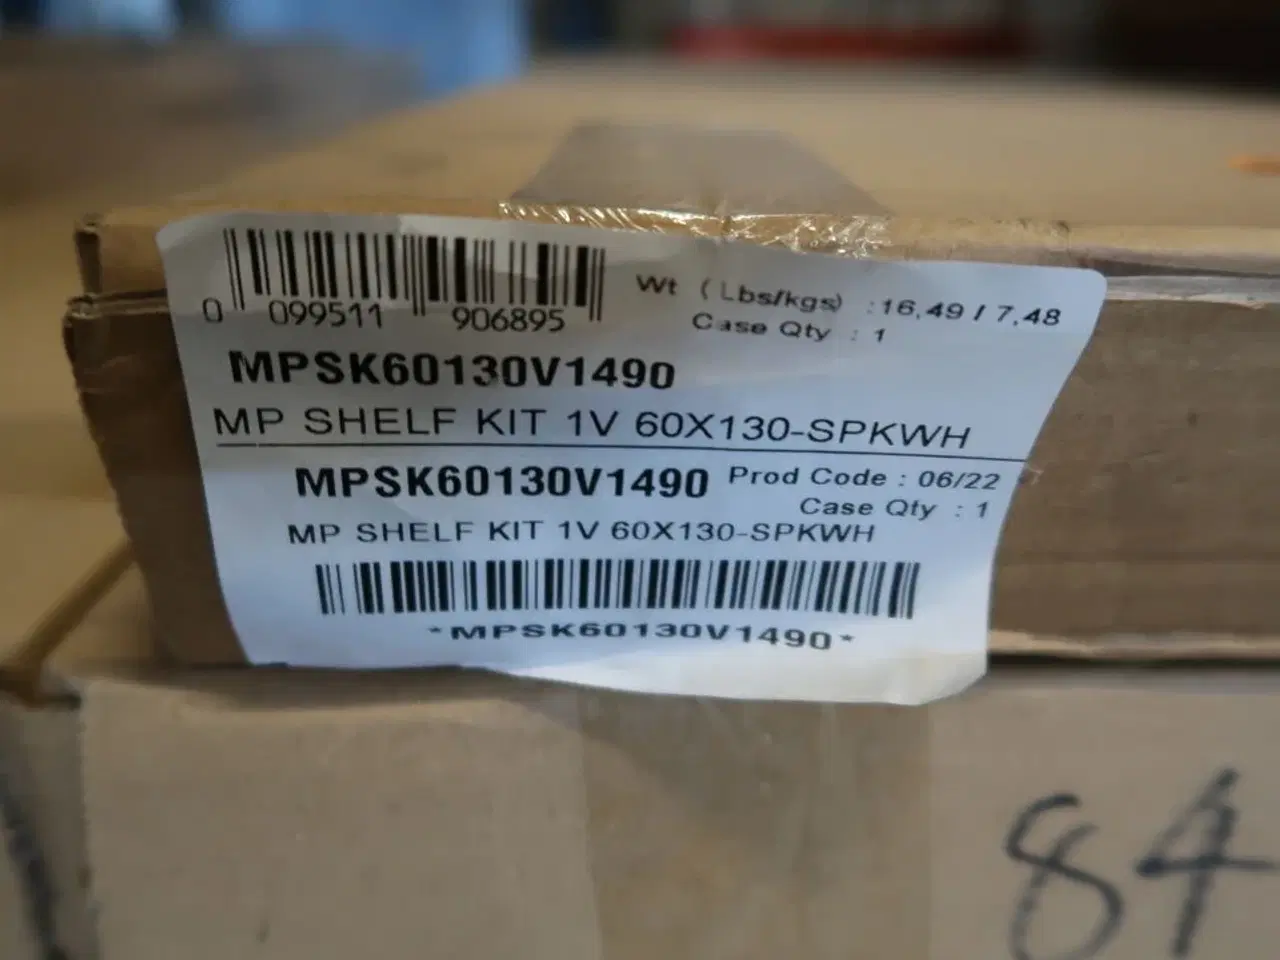 0 099511 906895
Wt (Lbs/kgs) :16,49 / 7,48
Case Qty : 1
MPSK60130V1490
MP SHELF KIT 1V 60X130-SPKWH
MPSK60130V1490
Prod Code : 06/22
Case Qty : 1
MP SHELF KIT 1V 60X130-SPKWH
*MPSK60130V1490*
84